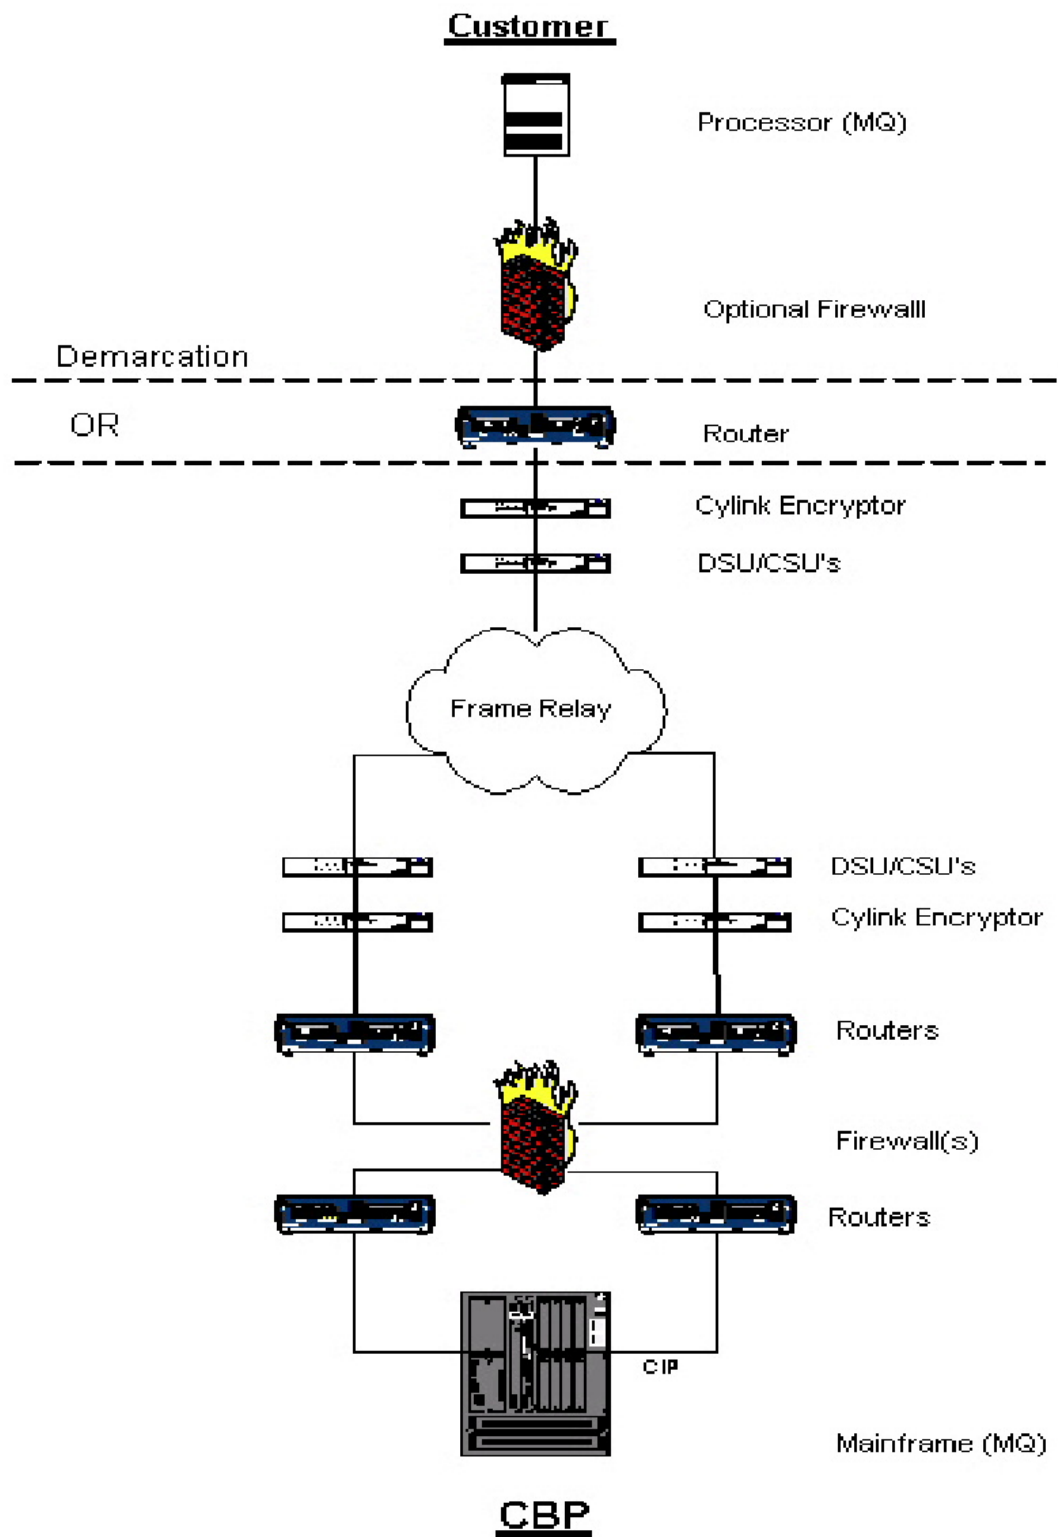 Customer
Processor (MQ)
Optional Firewalll
Demarcation
OR
Router
Cylink Encryptor
DSU/CSU's
Frame Relay
DSU/CSU's
Cylink Encryptor
Routers
Firewall(s)
Routers
CIP
Mainframe (MQ)
CBP